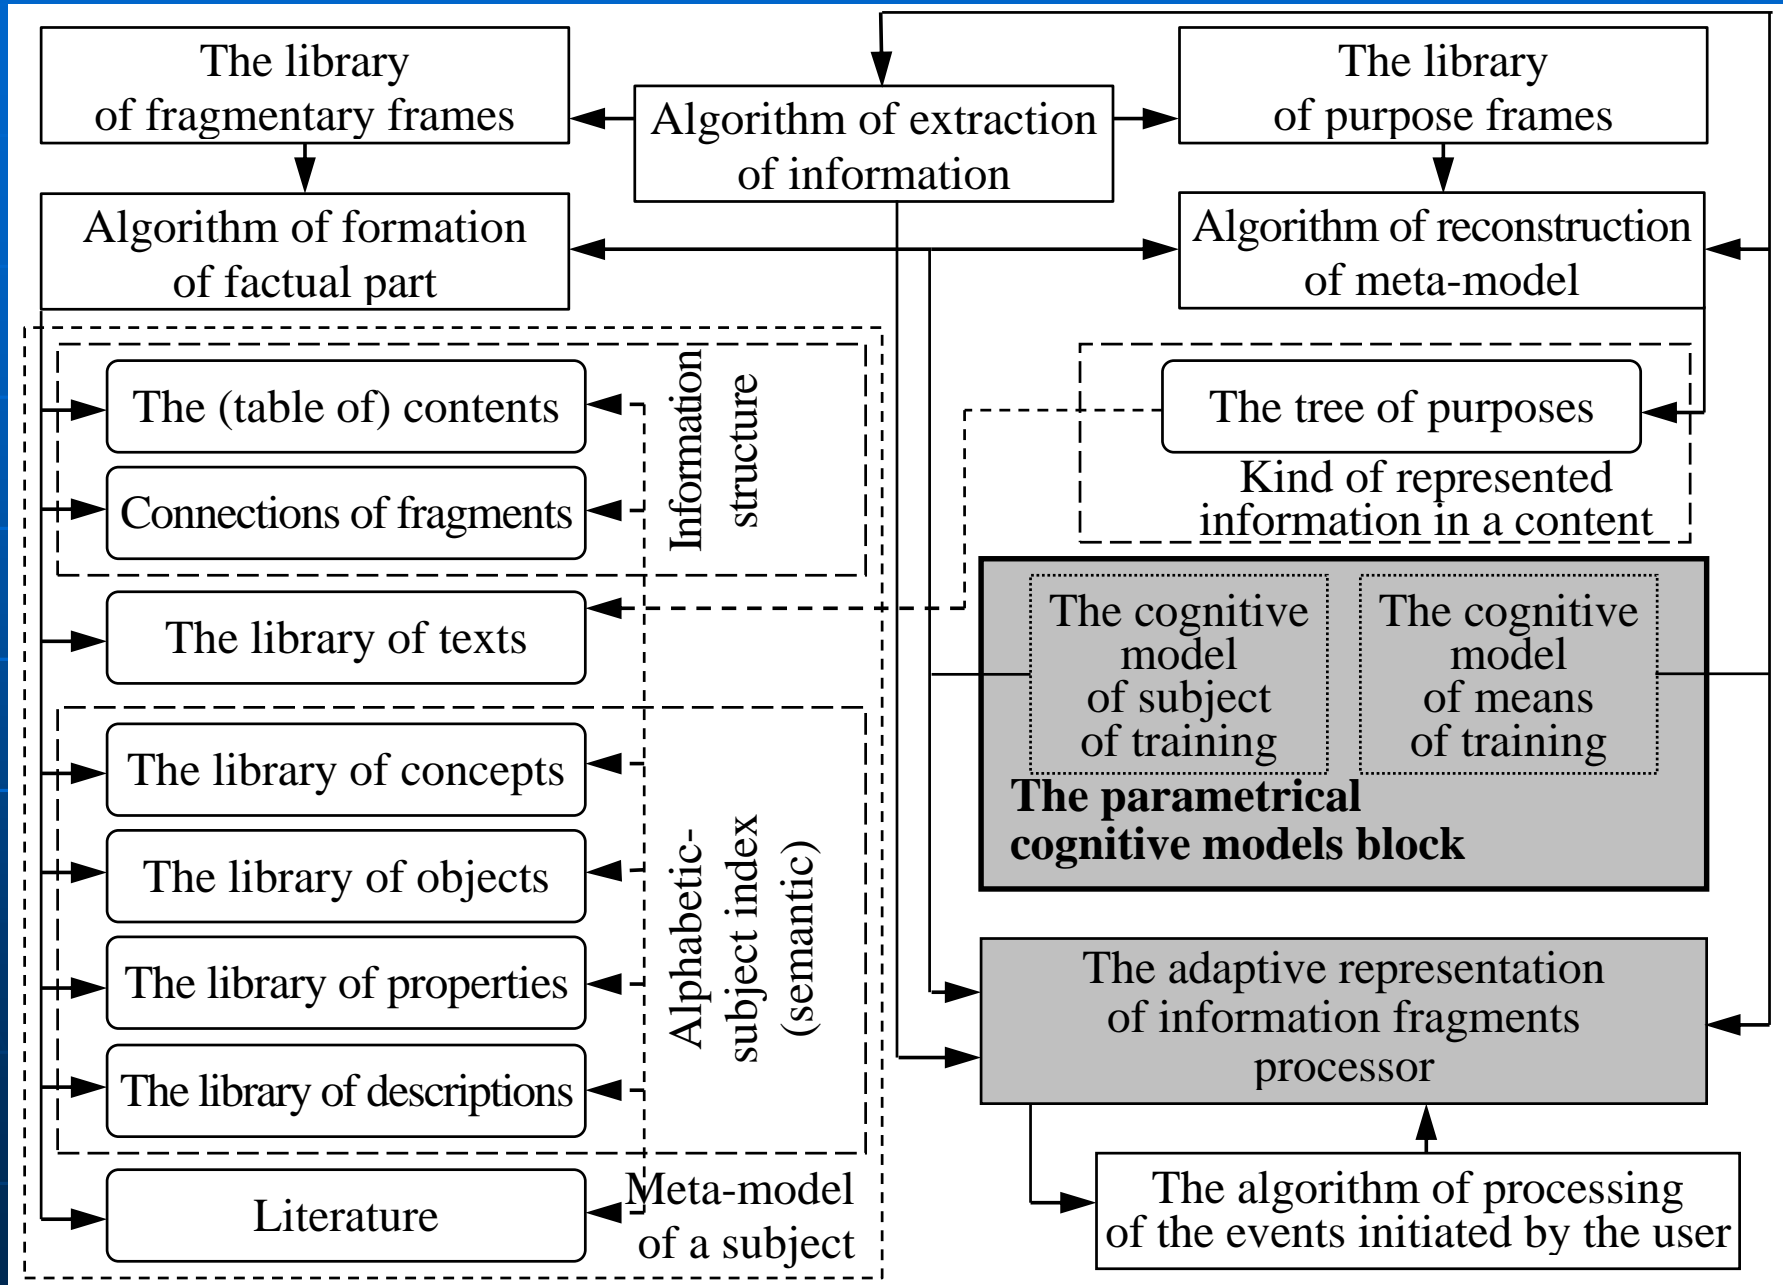 The library
of fragmentary frames
Algorithm of extraction
of information
The library
of purpose frames
Algorithm of formation
of factual part
Algorithm of reconstruction
of meta-model
The (table of) contents
Connections of fragments
Information
structure
The library of texts
The library of concepts
The library of objects
The library of properties
The library of descriptions
Alphabetic-
subject index
(semantic)
Literature
Meta-model
of a subject
The tree of purposes
Kind of represented
information in a content
The cognitive
model
of subject
of training
The cognitive
model
of means
of training
The parametrical
cognitive models block
The adaptive representation
of information fragments
processor
The algorithm of processing
of the events initiated by the user